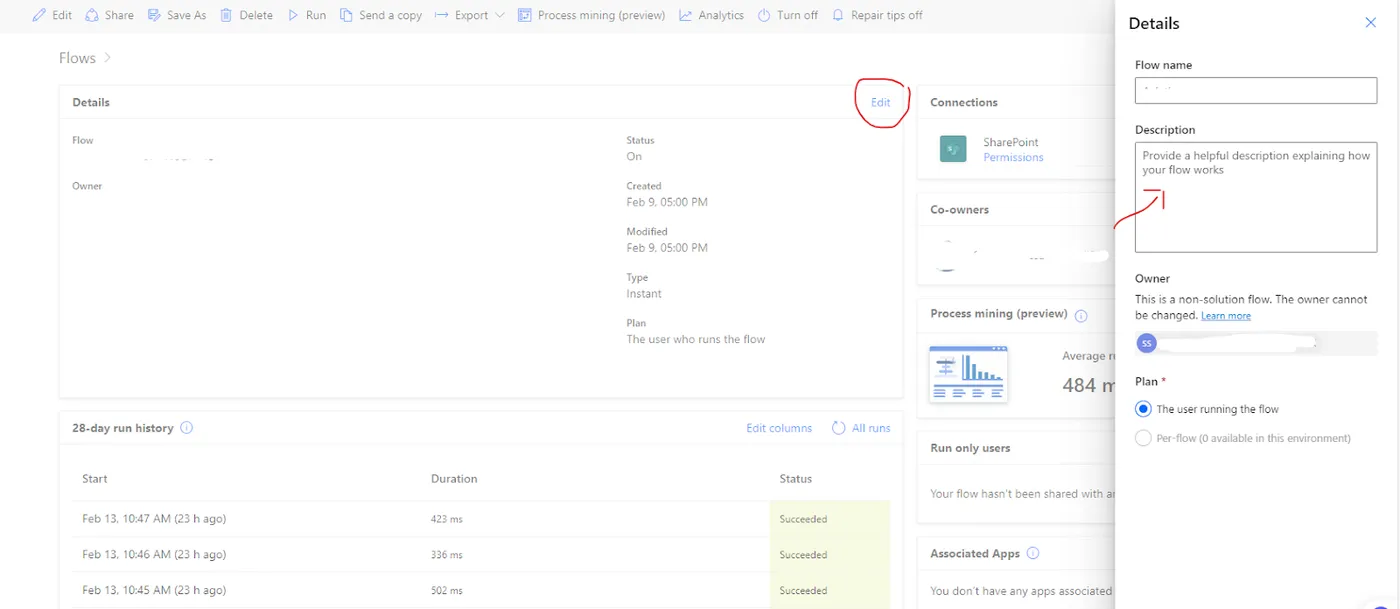 Edit Share Save As Delete Run Send a copy Export Process mining (preview) Analytics Turn off Repair tips off
Flows
Details
Edit
Flow
Owner
Status
On
Created
Feb 9, 05:00 PM
Modified
Feb 9, 05:00 PM
Type
Instant
Plan
The user who runs the flow
28-day run history
Edit columns
All runs
Start Duration Status
Feb 13, 10:47 AM (23 h ago) 423 ms Succeeded
Feb 13, 10:46 AM (23 h ago) 336 ms Succeeded
Feb 13, 10:45 AM (23 h ago) 502 ms Succeeded
Connections
SharePoint
Permissions
Co-owners
Process mining (preview)
Average
484
Run only users
Your flow hasn't been shared with
Associated Apps
You don't have any apps associated
Details
Flow name
Description
Provide a helpful description explaining how
your flow works
Owner
This is a non-solution flow. The owner cannot
be changed. Learn more
SS
Plan *
The user running the flow
Per-flow (0 available in this environment)